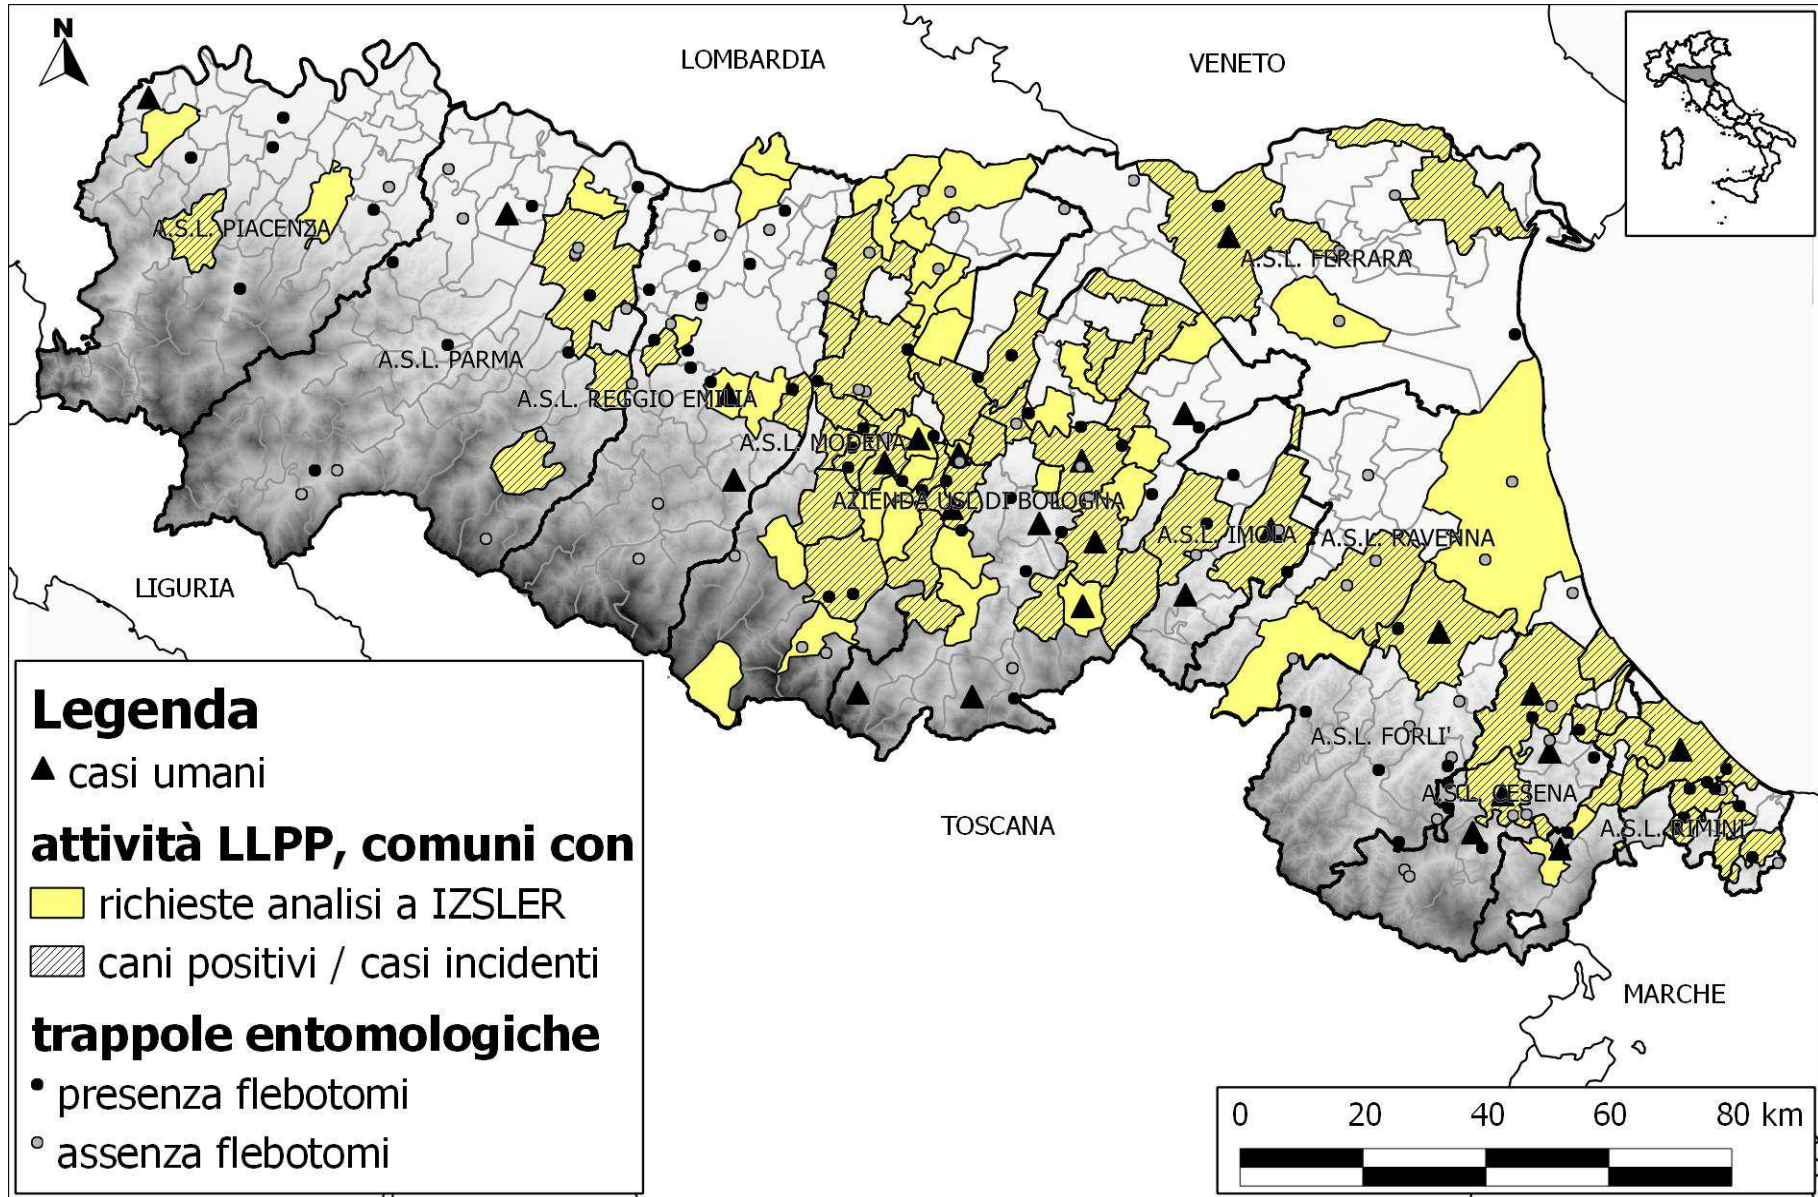 N
LOMBARDIA
VENETO
A.S.L. PIACENZA
A.S.L. FERRARA
A.S.L. PARMA
A.S.L. REGGIO EMILIA
A.S.L. MODENA
AZIENDA USL DI BOLOGNA
A.S.L. IMOLA
A.S.L. RAVENNA
LIGURIA
A.S.L. FORLI'
A.S.L. CESENA
A.S.L. RIMINI
TOSCANA
MARCHE
Legenda
casi umani
attività LLPP, comuni con
richieste analisi a IZSLER
cani positivi / casi incidenti
trappole entomologiche
presenza flebotomi
assenza flebotomi
0 20 40 60 80 km